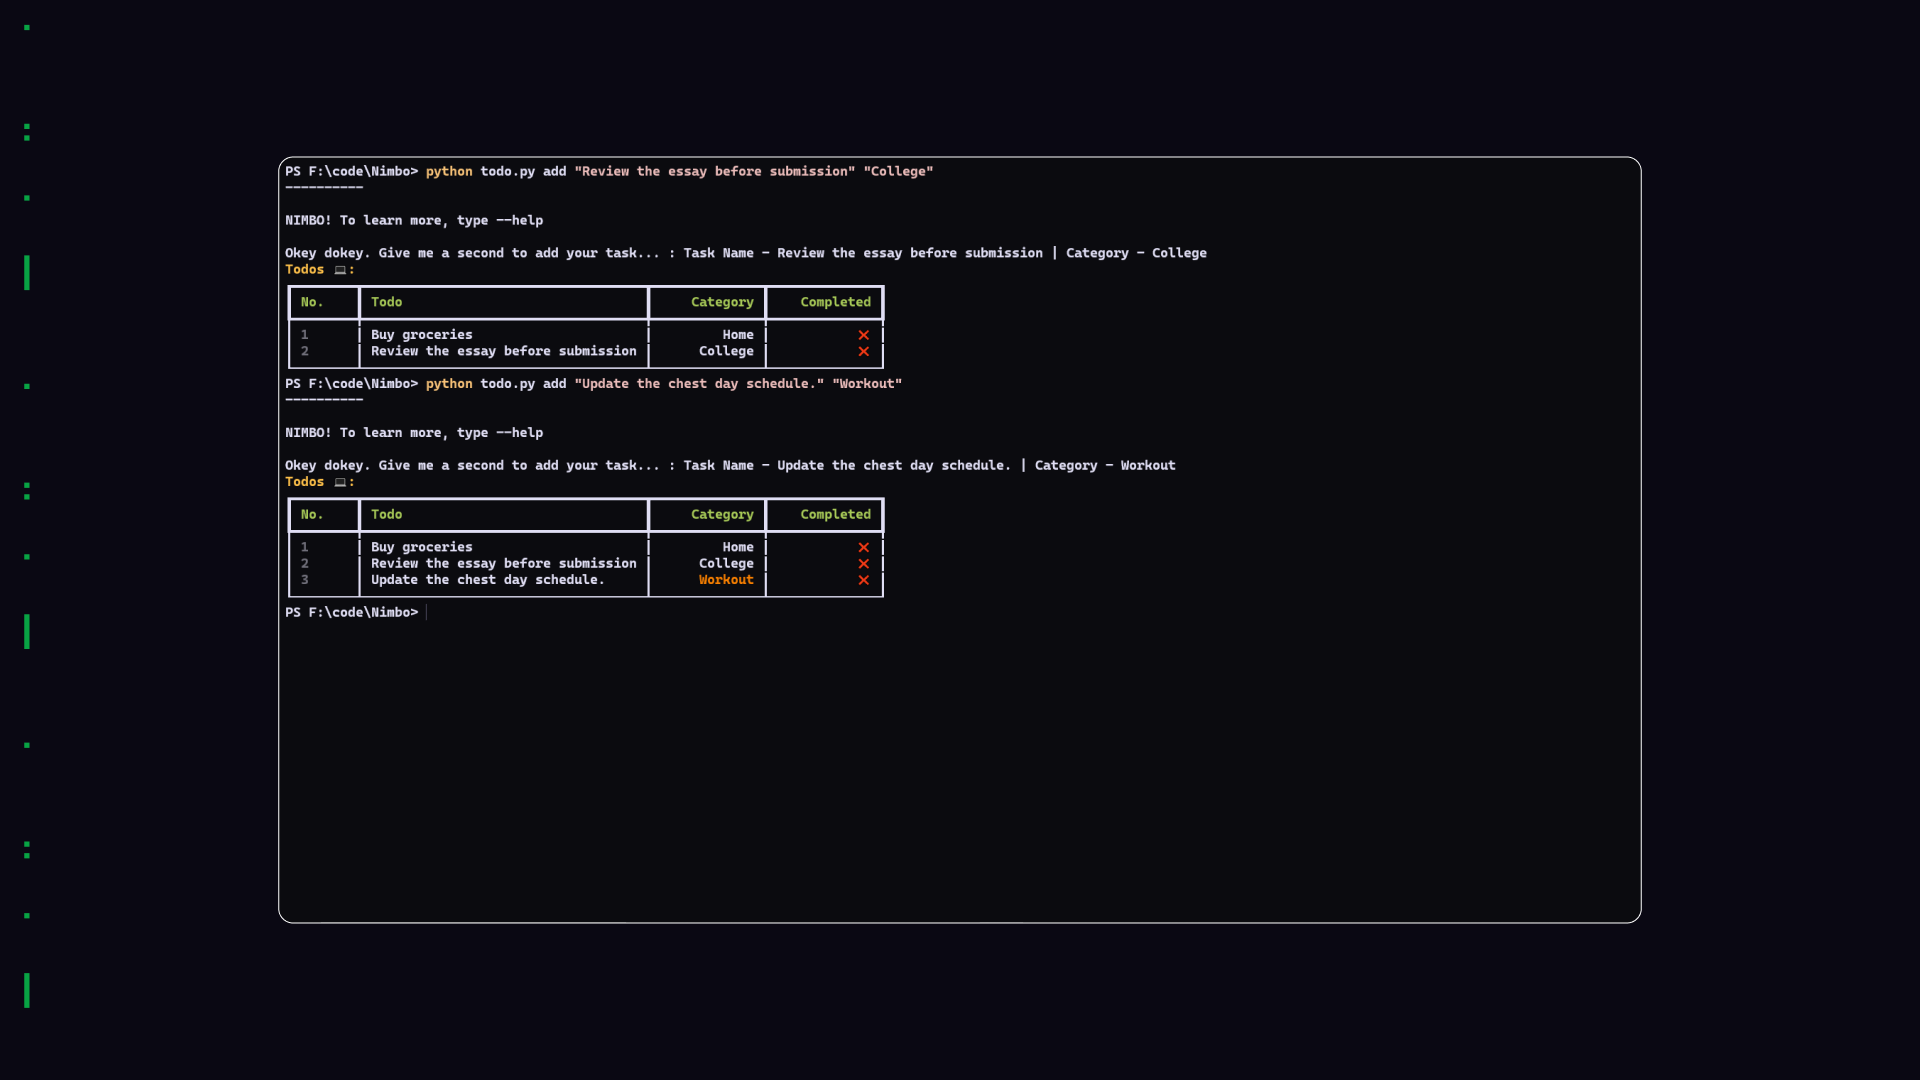 PS F:\code\Nimbo> python todo.py add "Review the essay before submission" "College"
----------
NIMBO! To learn more, type --help
Okey dokey. Give me a second to add your task... : Task Name - Review the essay before submission | Category - College
Todos 💻:
No. Todo Category Completed
1 Buy groceries Home ❌
2 Review the essay before submission College ❌
PS F:\code\Nimbo> python todo.py add "Update the chest day schedule." "Workout"
----------
NIMBO! To learn more, type --help
Okey dokey. Give me a second to add your task... : Task Name - Update the chest day schedule. | Category - Workout
Todos 💻:
No. Todo Category Completed
1 Buy groceries Home ❌
2 Review the essay before submission College ❌
3 Update the chest day schedule. Workout ❌
PS F:\code\Nimbo>